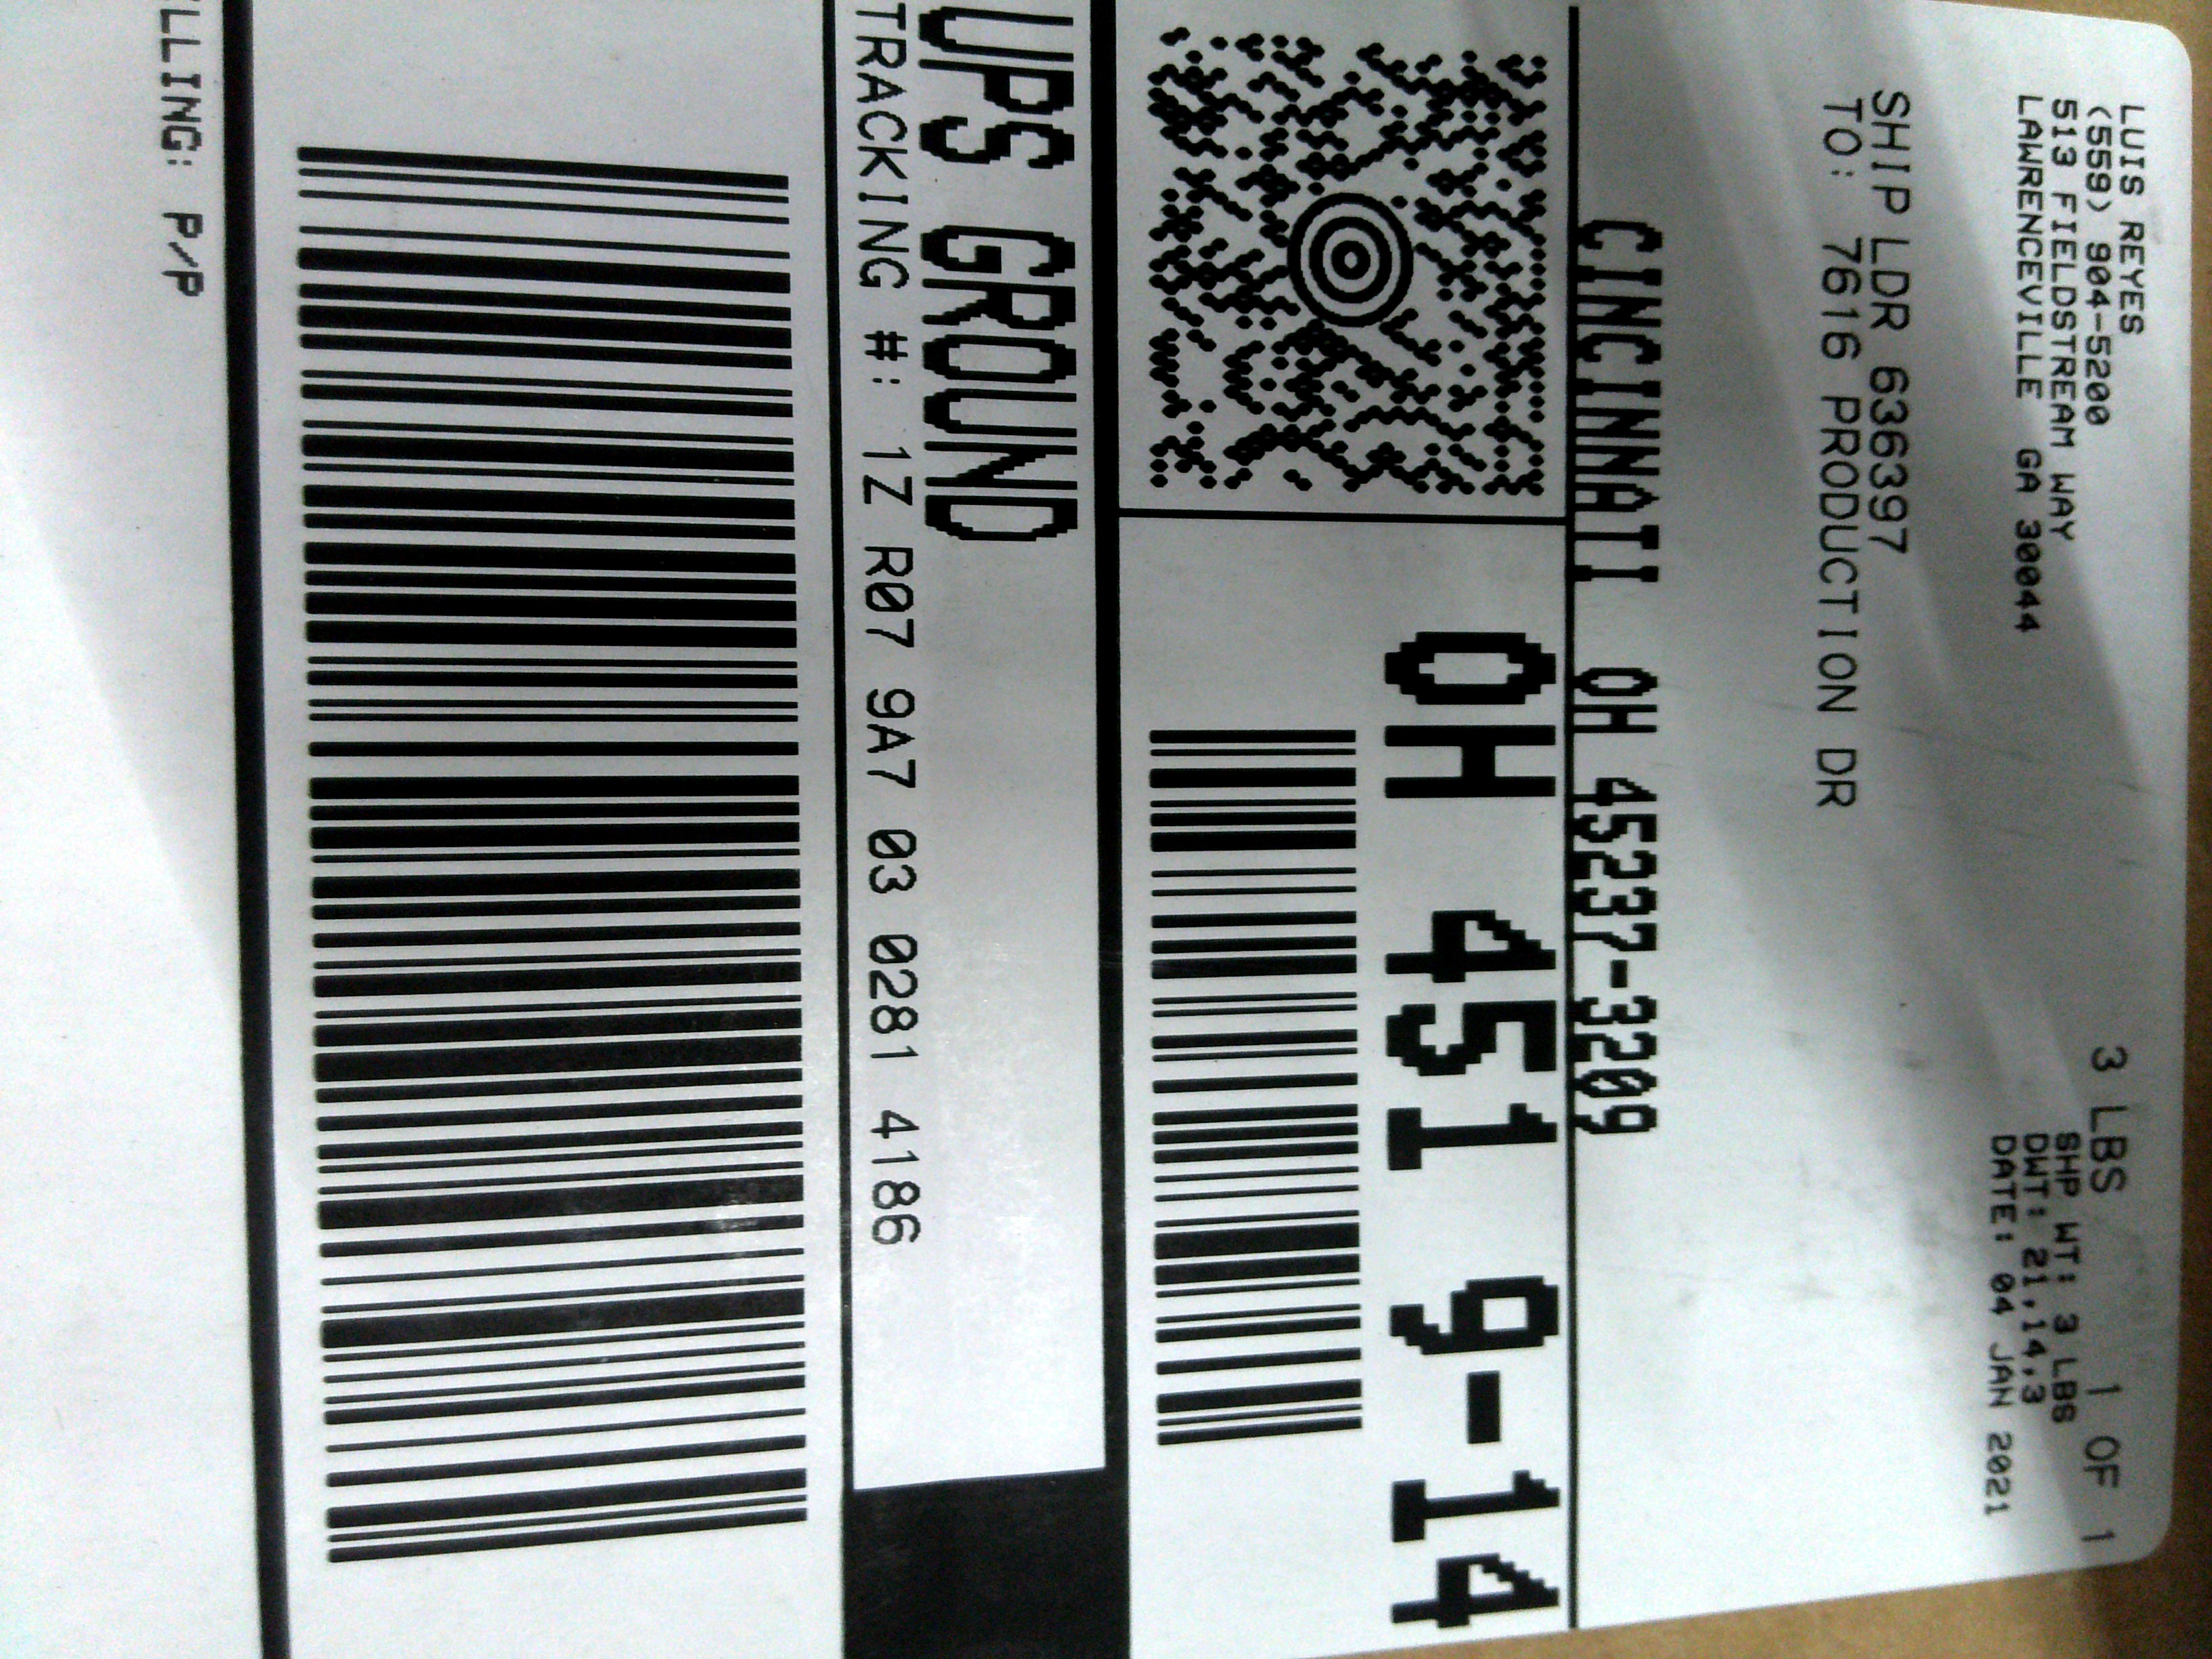 LUIS REYES
(559) 904-5200
513 FIELDSTREAM WAY
LAWRENCEVILLE GA 30044
3 LBS 1 OF 1
SHP WT: 3 LBS
DWT: 21,14,3
DATE: 04 JAN 2021
SHIP LDR 636397
TO: 7616 PRODUCTION DR
CINCINNATI OH 45237-3209
OH 451 9-14
UPS GROUND
TRACKING #: 1Z R07 9A7 03 0281 4186
LLING: P/P